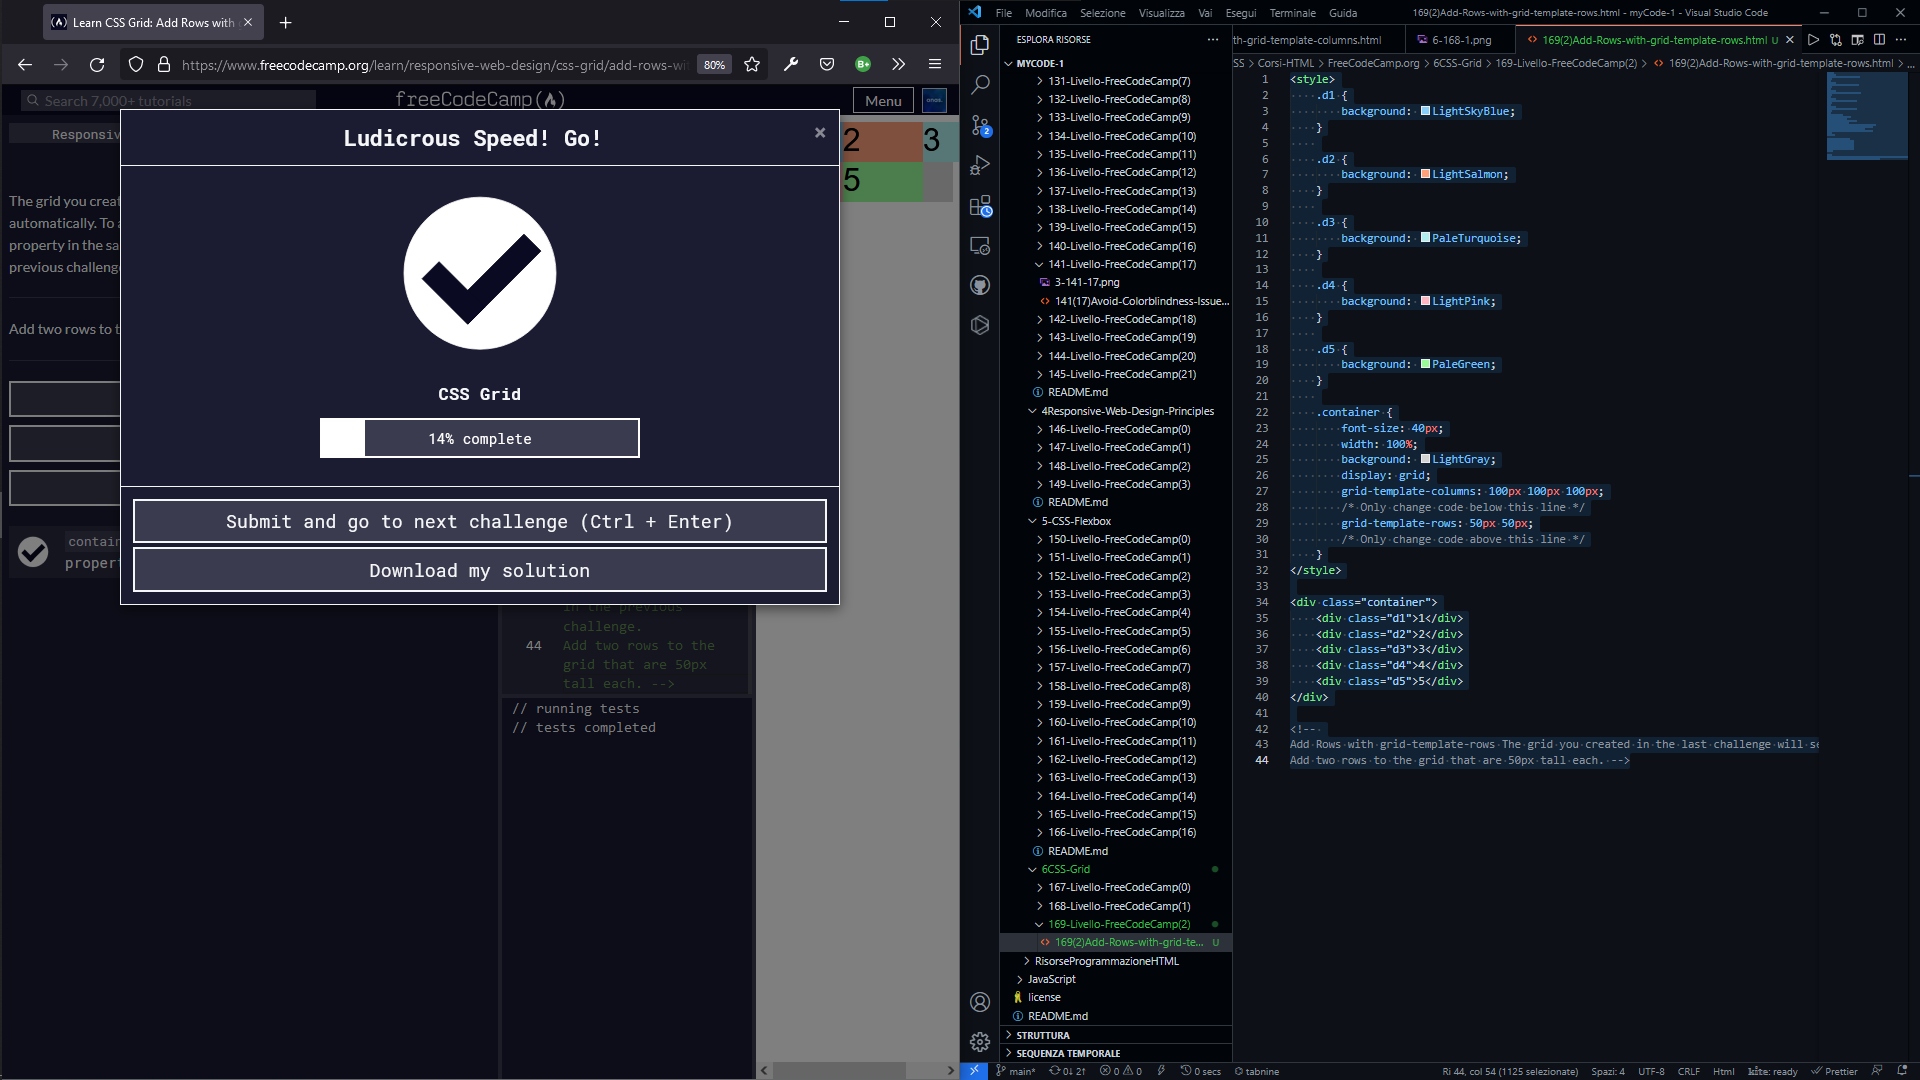 Learn CSS Grid: Add Rows with
https://www.freecodecamp.org/learn/responsive-web-design/css-grid/add-rows-wi
80%
Search 7,000+ tutorials
freeCodeCamp
Menu
Responsiv
Ludicrous Speed! Go!
×
2
3
5
The grid you creat
automatically. To
property in the sa
previous challeng
Add two rows to t
CSS Grid
14% complete
Submit and go to next challenge (Ctrl + Enter)
Download my solution
contain
propert
in the previous
challenge.
44 Add two rows to the
grid that are 50px
tall each. -->
// running tests
// tests completed
File Modifica Selezione Visualizza Vai Esegui Terminale Guida
169(2)Add-Rows-with-grid-template-rows.html - myCode-1 - Visual Studio Code
ESPLORA RISORSE
MYCODE-1
131-Livello-FreeCodeCamp(7)
132-Livello-FreeCodeCamp(8)
133-Livello-FreeCodeCamp(9)
134-Livello-FreeCodeCamp(10)
135-Livello-FreeCodeCamp(11)
136-Livello-FreeCodeCamp(12)
137-Livello-FreeCodeCamp(13)
138-Livello-FreeCodeCamp(14)
139-Livello-FreeCodeCamp(15)
140-Livello-FreeCodeCamp(16)
141-Livello-FreeCodeCamp(17)
3-141-17.png
141(17)Avoid-Colorblindness-Issue...
142-Livello-FreeCodeCamp(18)
143-Livello-FreeCodeCamp(19)
144-Livello-FreeCodeCamp(20)
145-Livello-FreeCodeCamp(21)
README.md
4Responsive-Web-Design-Principles
146-Livello-FreeCodeCamp(0)
147-Livello-FreeCodeCamp(1)
148-Livello-FreeCodeCamp(2)
149-Livello-FreeCodeCamp(3)
README.md
5-CSS-Flexbox
150-Livello-FreeCodeCamp(0)
151-Livello-FreeCodeCamp(1)
152-Livello-FreeCodeCamp(2)
153-Livello-FreeCodeCamp(3)
154-Livello-FreeCodeCamp(4)
155-Livello-FreeCodeCamp(5)
156-Livello-FreeCodeCamp(6)
157-Livello-FreeCodeCamp(7)
158-Livello-FreeCodeCamp(8)
159-Livello-FreeCodeCamp(9)
160-Livello-FreeCodeCamp(10)
161-Livello-FreeCodeCamp(11)
162-Livello-FreeCodeCamp(12)
163-Livello-FreeCodeCamp(13)
164-Livello-FreeCodeCamp(14)
165-Livello-FreeCodeCamp(15)
166-Livello-FreeCodeCamp(16)
README.md
6CSS-Grid
167-Livello-FreeCodeCamp(0)
168-Livello-FreeCodeCamp(1)
169-Livello-FreeCodeCamp(2)
169(2)Add-Rows-with-grid-te... U
RisorseProgrammazioneHTML
JavaScript
license
README.md
STRUTTURA
SEQUENZA TEMPORALE
th-grid-template-columns.html
6-168-1.png
169(2)Add-Rows-with-grid-template-rows.html U
SS > Corsi-HTML > FreeCodeCamp.org > 6CSS-Grid > 169-Livello-FreeCodeCamp(2) > 169(2)Add-Rows-with-grid-template-rows.html > ...
1 <style>
2 .d1 {
3 background: LightSkyBlue;
4 }
5
6 .d2 {
7 background: LightSalmon;
8 }
9
10 .d3 {
11 background: PaleTurquoise;
12 }
13
14 .d4 {
15 background: LightPink;
16 }
17
18 .d5 {
19 background: PaleGreen;
20 }
21
22 .container {
23 font-size: 40px;
24 width: 100%;
25 background: LightGray;
26 display: grid;
27 grid-template-columns: 100px 100px 100px;
28 /* Only change code below this line */
29 grid-template-rows: 50px 50px;
30 /* Only change code above this line */
31 }
32 </style>
33
34 <div class="container">
35 <div class="d1">1</div>
36 <div class="d2">2</div>
37 <div class="d3">3</div>
38 <div class="d4">4</div>
39 <div class="d5">5</div>
40 </div>
41
42 <!--
43 Add Rows with grid-template-rows The grid you created in the last challenge will se
44 Add two rows to the grid that are 50px tall each. -->
main* 0↓ 2↑ 0 0 0 secs tabnine
Ri 44, col 54 (1125 selezionate) Spazi: 4 UTF-8 CRLF Html kite: ready Prettier